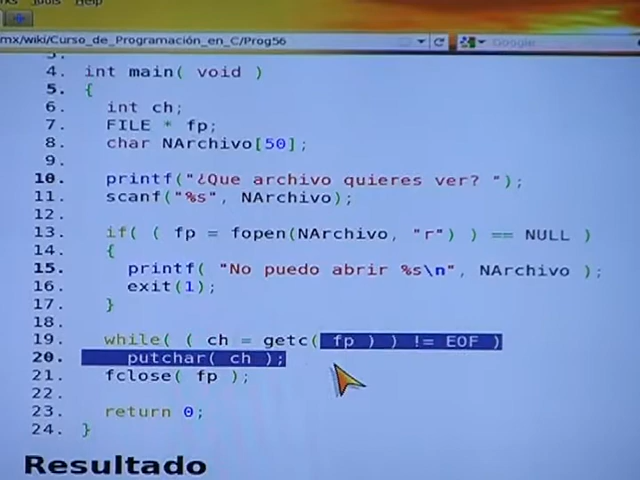 Tools Help
mx/wiki/Curso_de_Programación_en_C/Prog56
Google
4. int main( void )
5. {
6. int ch;
7. FILE * fp;
8. char NArchivo[50];
9.
10. printf("¿Que archivo quieres ver? ");
11. scanf("%s", NArchivo);
12.
13. if( ( fp = fopen(NArchivo, "r") ) == NULL )
14. {
15. printf( "No puedo abrir %s\n", NArchivo );
16. exit(1);
17. }
18.
19. while( ( ch = getc( fp ) ) != EOF )
20. putchar( ch );
21. fclose( fp );
22.
23. return 0;
24. }
Resultado